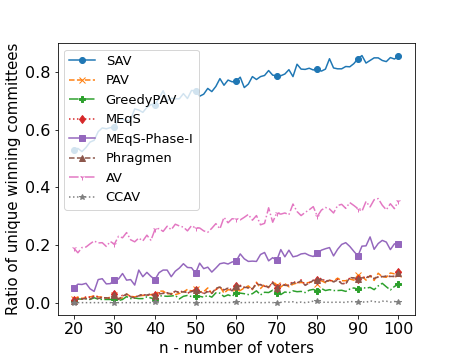 Ratio of unique winning committees
0.8
0.6
0.4
0.2
0.0
SAV
PAV
GreedyPAV
MEqS
MEqS-Phase-I
Phragmen
AV
CCAV
20 30 40 50 60 70 80 90 100
n - number of voters